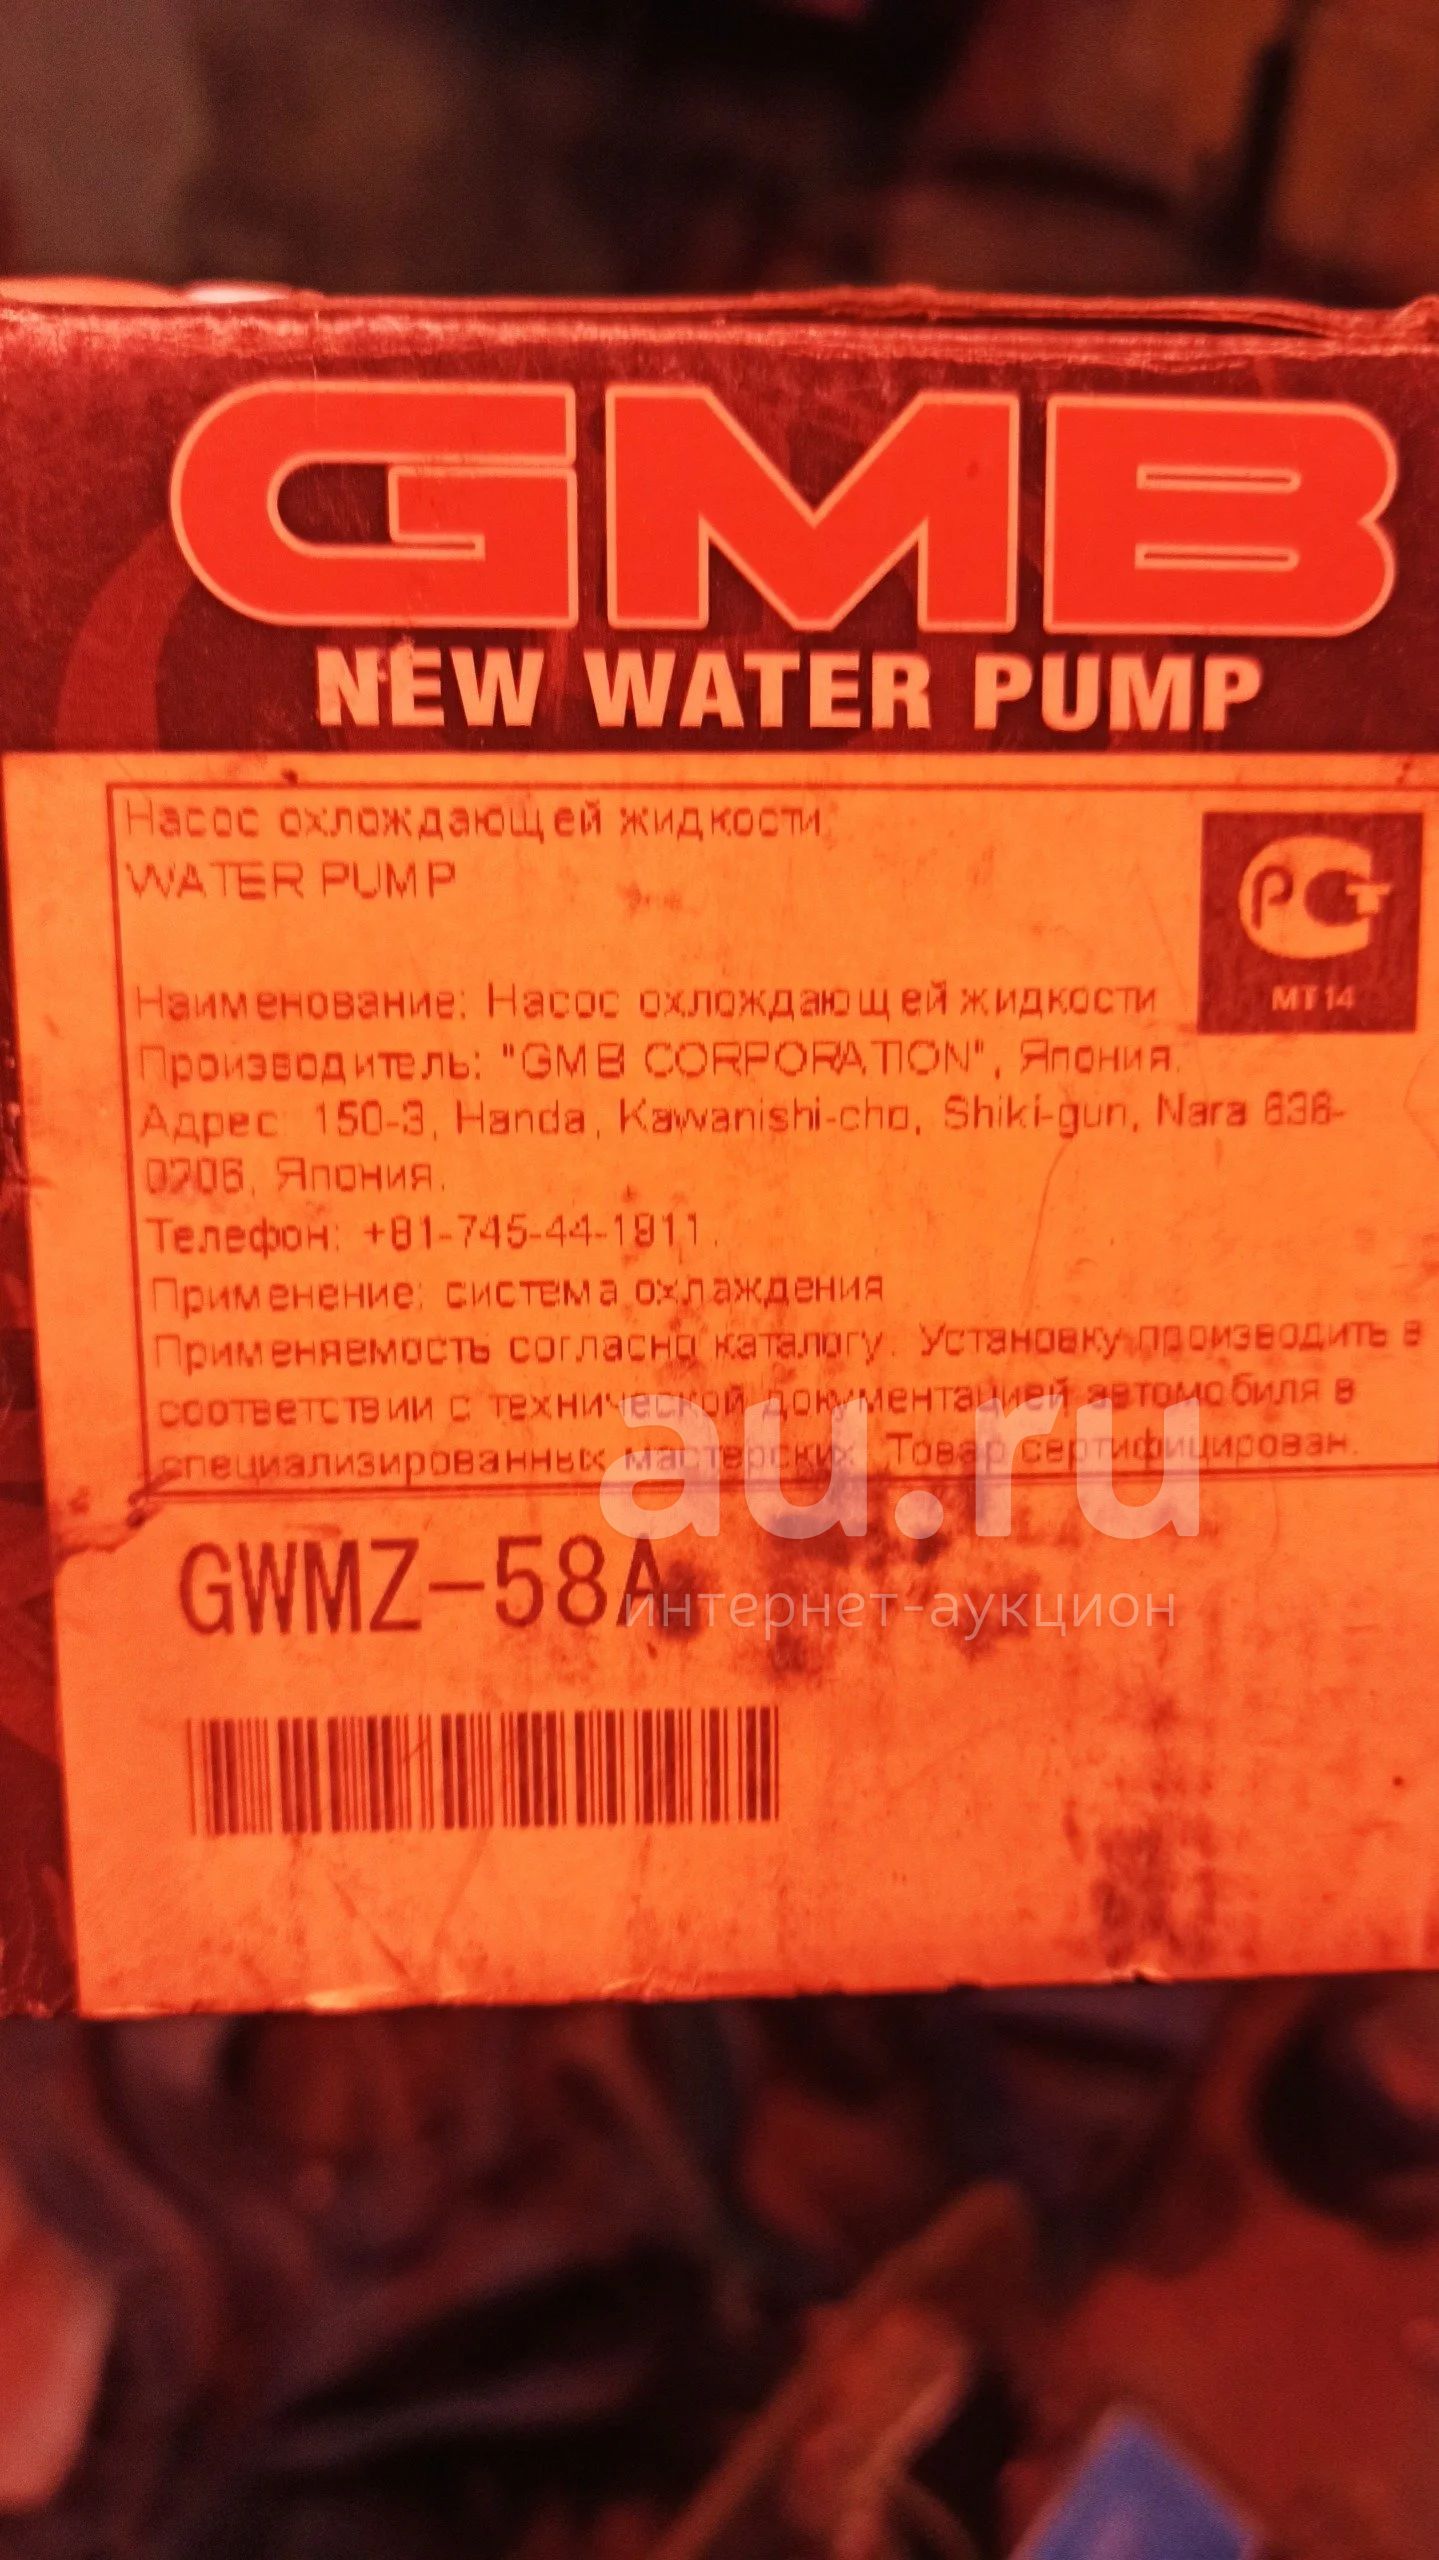 GMB
NEW WATER PUMP
Насос охлождающей жидкости.
WATER PUMP
РСТ
МТ14
Наименование: Насос охлождающей жидкости
Производитель: "GMB CORPORATION", Япония.
Адрес: 150-3, Handa, Kawanishi-cho, Shiki-gun, Nara 636-
0206, Япония.
Телефон: +81-745-44-1911.
Применение: система охлаждения
Применяемость согласно каталогу. Установку производить в
соответствии с технической документацией автомобиля в
специализированных мастерских. Товар сертифицирован.
au.ru
GWMZ-58A
интернет-аукцион